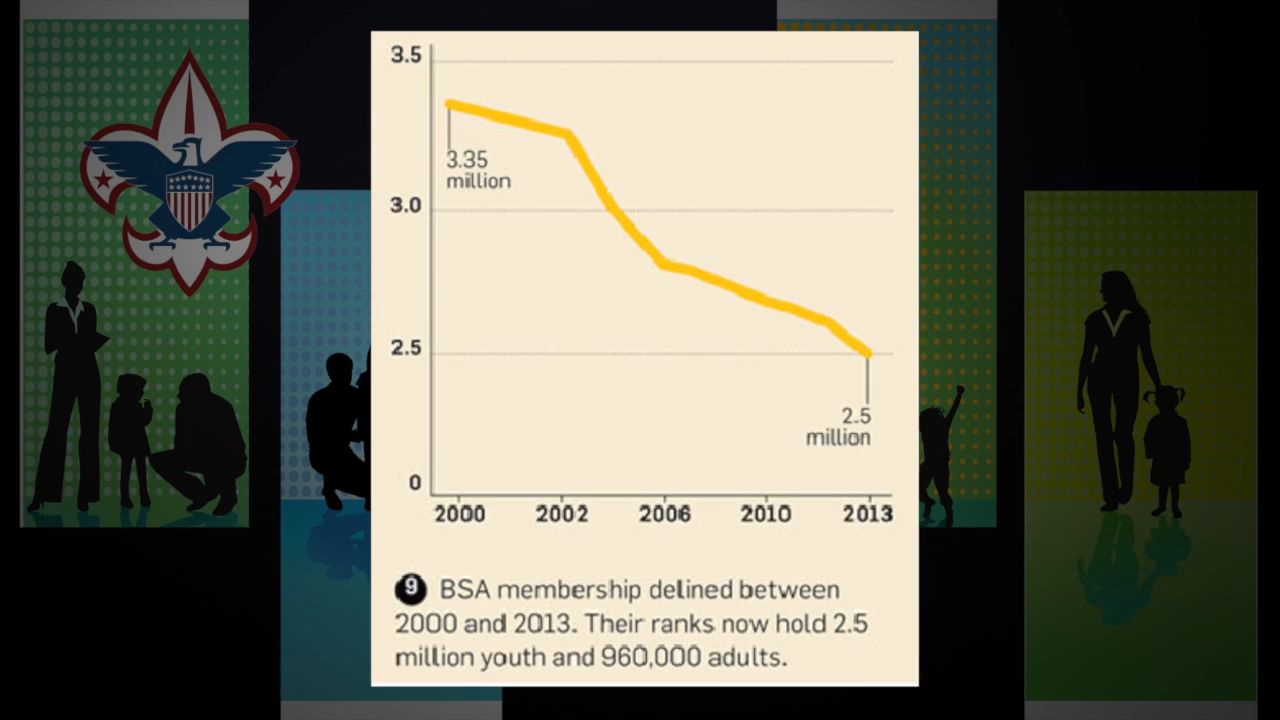 3.5
3.35
million
3.0
2.5
2.5
million
0
2000 2002 2006 2010 2013
9 BSA membership delined between
2000 and 2013. Their ranks now hold 2.5
million youth and 960,000 adults.